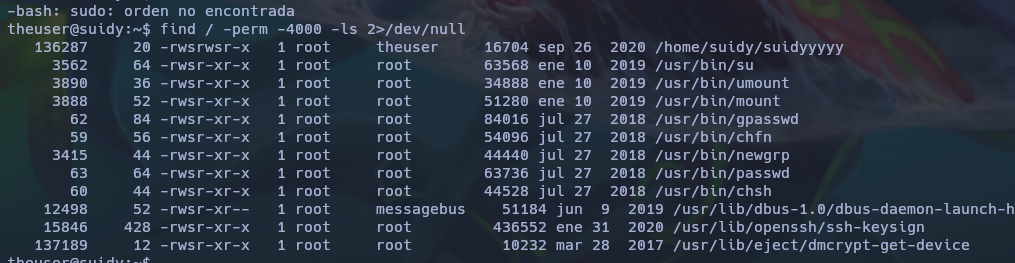 -bash: sudo: orden no encontrada
theuser@suidy:~$ find / -perm -4000 -ls 2>/dev/null
136287 20 -rwsrwsr-x 1 root theuser 16704 sep 26 2020 /home/suidy/suidyyyyy
3562 64 -rwsr-xr-x 1 root root 63568 ene 10 2019 /usr/bin/su
3890 36 -rwsr-xr-x 1 root root 34888 ene 10 2019 /usr/bin/umount
3888 52 -rwsr-xr-x 1 root root 51280 ene 10 2019 /usr/bin/mount
62 84 -rwsr-xr-x 1 root root 84016 jul 27 2018 /usr/bin/gpasswd
59 56 -rwsr-xr-x 1 root root 54096 jul 27 2018 /usr/bin/chfn
3415 44 -rwsr-xr-x 1 root root 44440 jul 27 2018 /usr/bin/newgrp
63 64 -rwsr-xr-x 1 root root 63736 jul 27 2018 /usr/bin/passwd
60 44 -rwsr-xr-x 1 root root 44528 jul 27 2018 /usr/bin/chsh
12498 52 -rwsr-xr-- 1 root messagebus 51184 jun 9 2019 /usr/lib/dbus-1.0/dbus-daemon-launch-h
15846 428 -rwsr-xr-x 1 root root 436552 ene 31 2020 /usr/lib/openssh/ssh-keysign
137189 12 -rwsr-xr-x 1 root root 10232 mar 28 2017 /usr/lib/eject/dmcrypt-get-device
theuser@suidy:~$